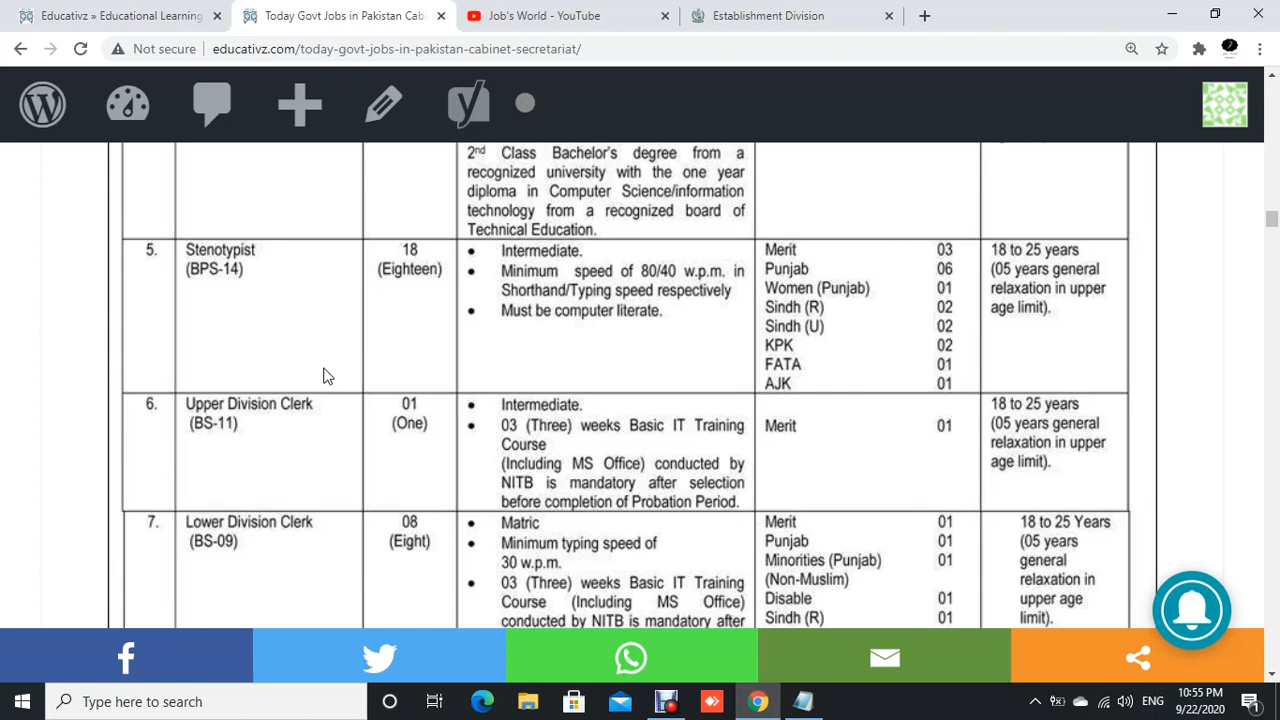 Educativz » Educational Learning
Today Govt Jobs in Pakistan Cabi
Job's World - YouTube
Establishment Division
Not secure
educativz.com/today-govt-jobs-in-pakistan-cabinet-secretariat/
2nd Class Bachelor's degree from a
recognized university with the one year
diploma in Computer Science/information
technology from a recognized board of
Technical Education.
5.
Stenotypist
(BPS-14)
18
(Eighteen)
• Intermediate.
• Minimum speed of 80/40 w.p.m. in
Shorthand/Typing speed respectively
• Must be computer literate.
Merit 03
Punjab 06
Women (Punjab) 01
Sindh (R) 02
Sindh (U) 02
KPK 02
FATA 01
AJK 01
18 to 25 years
(05 years general
relaxation in upper
age limit).
6.
Upper Division Clerk
(BS-11)
01
(One)
• Intermediate.
• 03 (Three) weeks Basic IT Training
Course
(Including MS Office) conducted by
NITB is mandatory after selection
before completion of Probation Period.
Merit 01
18 to 25 years
(05 years general
relaxation in upper
age limit).
7.
Lower Division Clerk
(BS-09)
08
(Eight)
• Matric
• Minimum typing speed of
30 w.p.m.
• 03 (Three) weeks Basic IT Training
Course (Including MS Office)
conducted by NITB is mandatory after
Merit 01
Punjab 01
Minorities (Punjab) 01
(Non-Muslim)
Disable 01
Sindh (R) 01
18 to 25 Years
(05 years
general
relaxation in
upper age
limit).
Type here to search
ENG
10:55 PM
9/22/2020
1